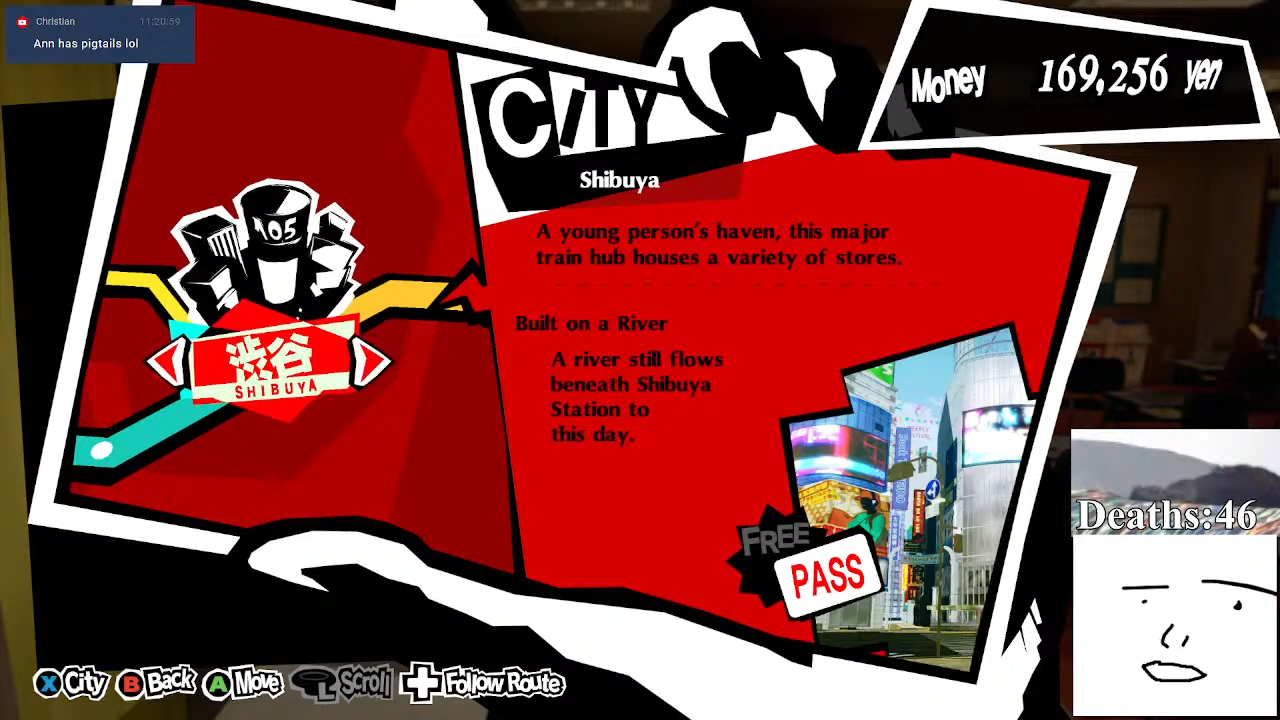 Christian 11:20:59
Ann has pigtails lol
CITY
Money 169,256 yen
Shibuya
A young person's haven, this major
train hub houses a variety of stores.
105
渋谷
SHIBUYA
Built on a River
A river still flows
beneath Shibuya
Station to
this day.
FREE
PASS
Deaths:46
X City B Back A Move L Scroll Follow Route